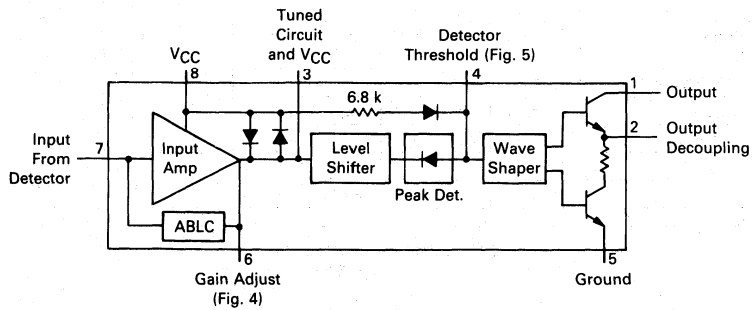 Tuned
Circuit
and VCC
3
VCC
8
Detector
Threshold (Fig. 5)
4
6.8 k
1
Output
2
Output
Decoupling
Input
From
Detector
7
Input
Amp
Level
Shifter
Peak Det.
Wave
Shaper
ABLC
6
Gain Adjust
(Fig. 4)
5
Ground